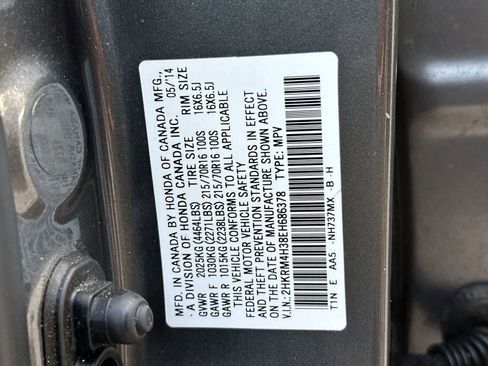 MFD. IN CANADA BY HONDA OF CANADA MFG.,
A DIVISION OF HONDA CANADA INC. 05/'14
TIRE SIZE RIM SIZE
GVWR 2025KG(4464LBS)
GAWR F 1030KG(2271LBS) 215/70R16 100S 16X6.5J
GAWR R 1015KG(2238LBS) 215/70R16 100S 16X6.5J
THIS VEHICLE CONFORMS TO ALL APPLICABLE
FEDERAL MOTOR VEHICLE SAFETY
AND THEFT PREVENTION STANDARDS IN EFFECT
ON THE DATE OF MANUFACTURE SHOWN ABOVE.
V.I.N.: 2HKRM4H38EH686378 TYPE: MPV
T1N E AA5 -NH737MX -B -H